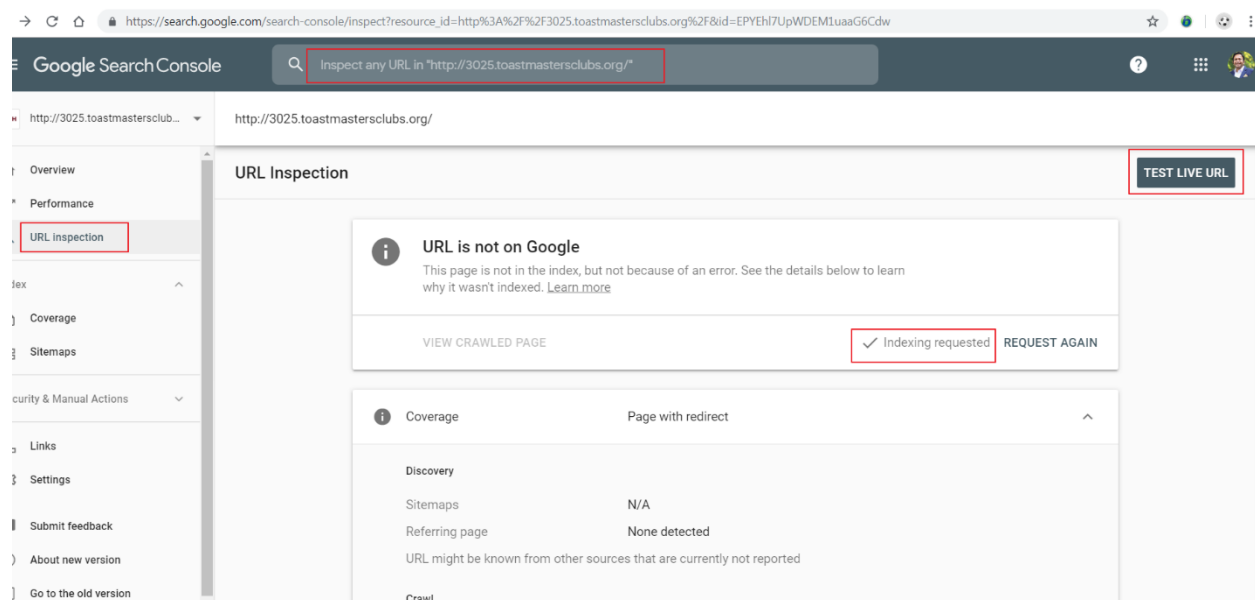 https://search.google.com/search-console/inspect?resource_id=http%3A%2F%2F3025.toastmastersclubs.org%2F&id=EPYEhl7UpWDEM1uaaG6Cdw
Google Search Console
Inspect any URL in "http://3025.toastmastersclubs.org/"
http://3025.toastmastersclub...
http://3025.toastmastersclubs.org/
Overview
Performance
URL inspection
Coverage
Sitemaps
& Manual Actions
Links
Settings
Submit feedback
About new version
Go to the old version
URL Inspection
TEST LIVE URL
URL is not on Google
This page is not in the index, but not because of an error. See the details below to learn
why it wasn't indexed. Learn more
VIEW CRAWLED PAGE
Indexing requested
REQUEST AGAIN
Coverage
Page with redirect
Discovery
Sitemaps
N/A
Referring page
None detected
URL might be known from other sources that are currently not reported
Crawl